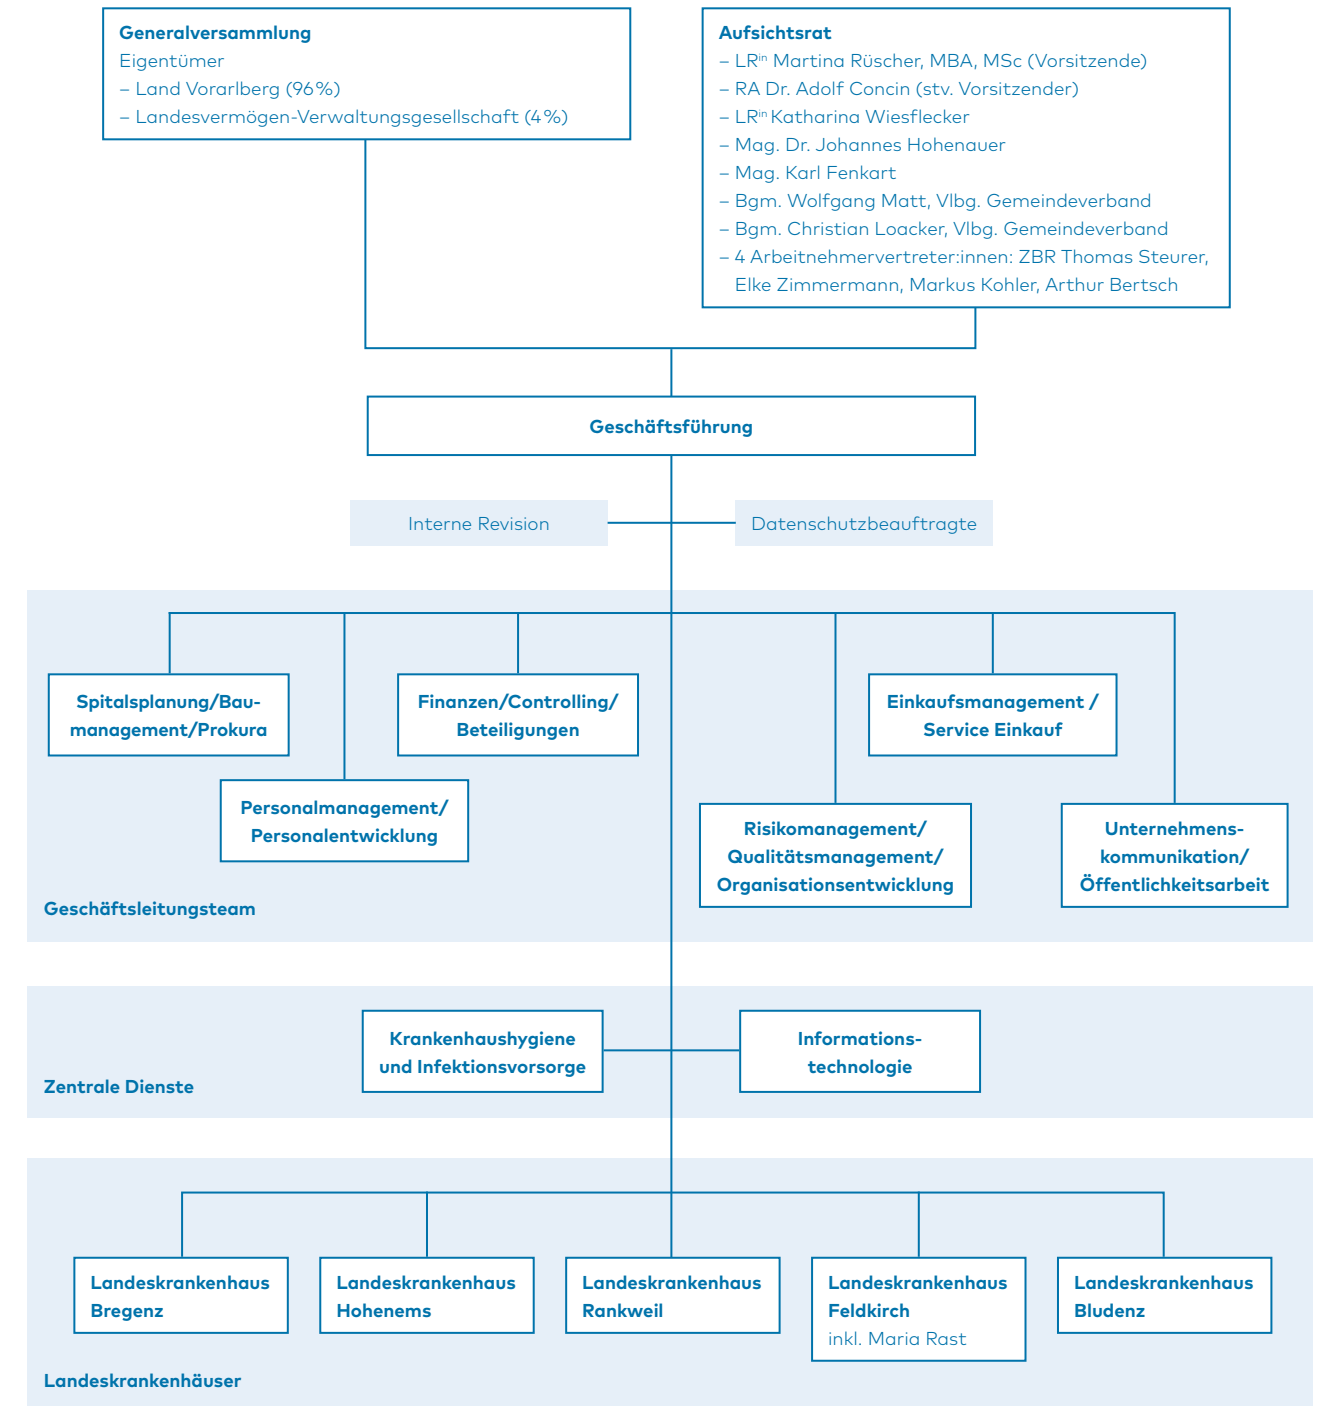 Generalversammlung
Eigentümer
– Land Vorarlberg (96%)
– Landesvermögen-Verwaltungsgesellschaft (4%)
Aufsichtsrat
– LRin Martina Rüscher, MBA, MSc (Vorsitzende)
– RA Dr. Adolf Concin (stv. Vorsitzender)
– LRin Katharina Wiesflecker
– Mag. Dr. Johannes Hohenauer
– Mag. Karl Fenkart
– Bgm. Wolfgang Matt, Vlbg. Gemeindeverband
– Bgm. Christian Loacker, Vlbg. Gemeindeverband
– 4 Arbeitnehmervertreter:innen: ZBR Thomas Steurer,
Elke Zimmermann, Markus Kohler, Arthur Bertsch
Geschäftsführung
Interne Revision
Datenschutzbeauftragte
Spitalsplanung/Bau-
management/Prokura
Finanzen/Controlling/
Beteiligungen
Einkaufsmanagement /
Service Einkauf
Personalmanagement/
Personalentwicklung
Risikomanagement/
Qualitätsmanagement/
Organisationsentwicklung
Unternehmens-
kommunikation/
Öffentlichkeitsarbeit
Geschäftsleitungsteam
Krankenhaushygiene
und Infektionsvorsorge
Informations-
technologie
Zentrale Dienste
Landeskrankenhaus
Bregenz
Landeskrankenhaus
Hohenems
Landeskrankenhaus
Rankweil
Landeskrankenhaus
Feldkirch
inkl. Maria Rast
Landeskrankenhaus
Bludenz
Landeskrankenhäuser